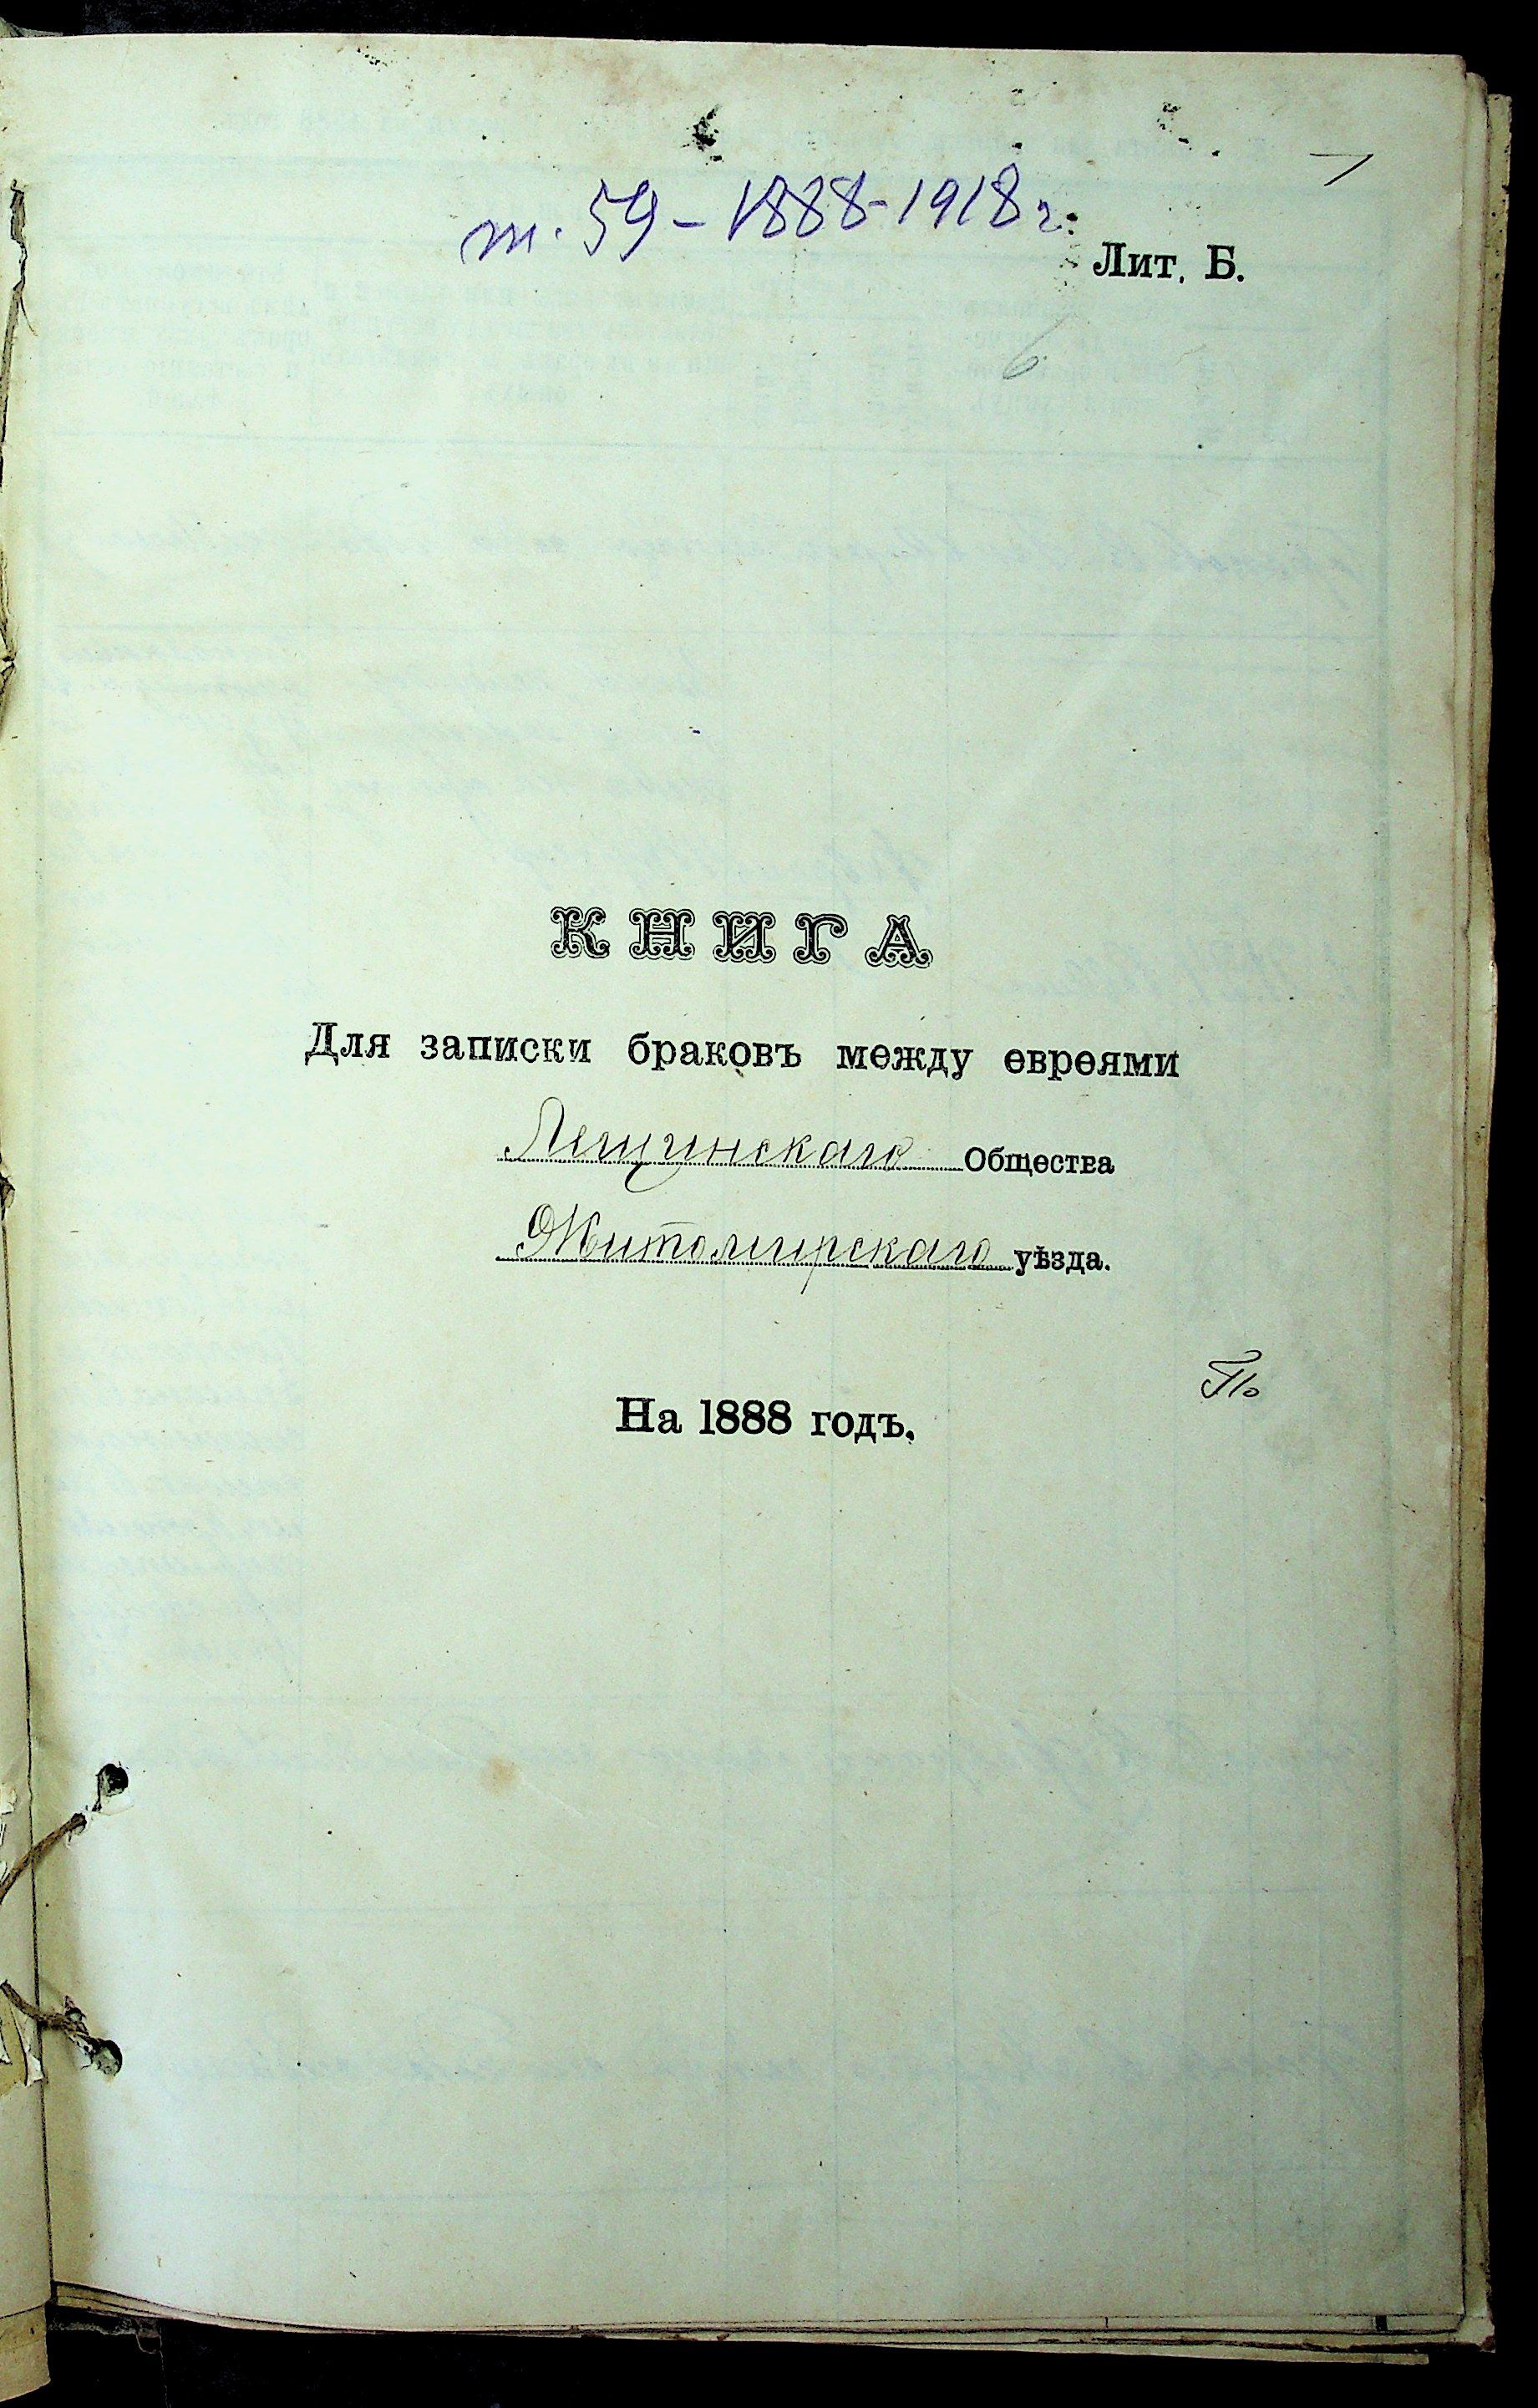 т. 59 – 1888-1918 г.
Лит. Б.
6
КНИГА
Для записки браковъ между евреями
Лещинскаго Общества
Житомирскаго уѣзда.
На 1888 годъ.